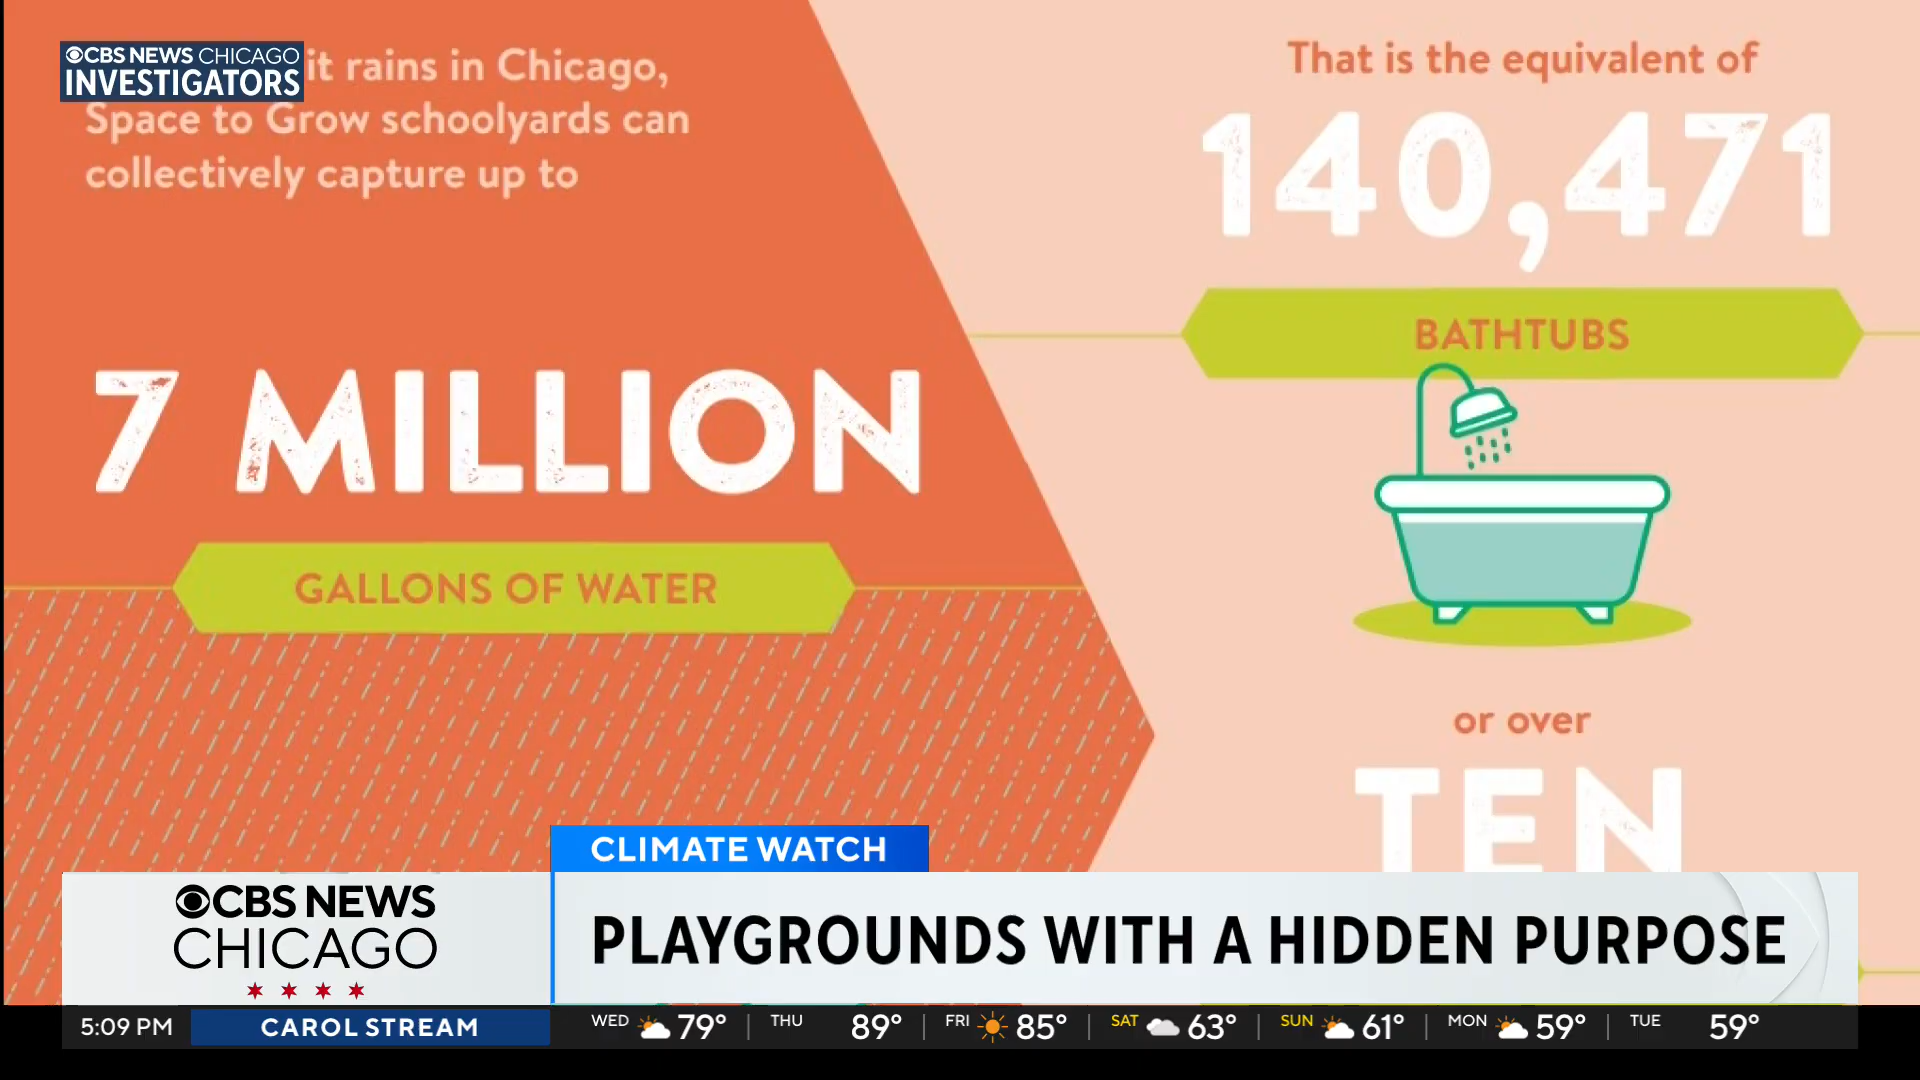 CBS NEWS CHICAGO
INVESTIGATORS
it rains in Chicago,
Space to Grow schoolyards can
collectively capture up to
7 MILLION
GALLONS OF WATER
That is the equivalent of
140,471
BATHTUBS
or over
TEN
CLIMATE WATCH
CBS NEWS
CHICAGO
PLAYGROUNDS WITH A HIDDEN PURPOSE
5:09 PM CAROL STREAM WED 79° THU 89° FRI 85° SAT 63° SUN 61° MON 59° TUE 59°